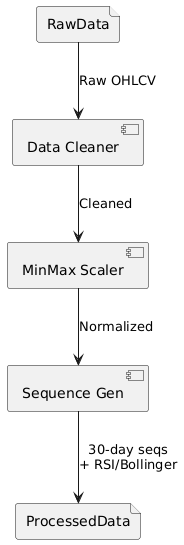 RawData
Raw OHLCV
Data Cleaner
Cleaned
MinMax Scaler
Normalized
Sequence Gen
30-day seqs
+ RSI/Bollinger
ProcessedData